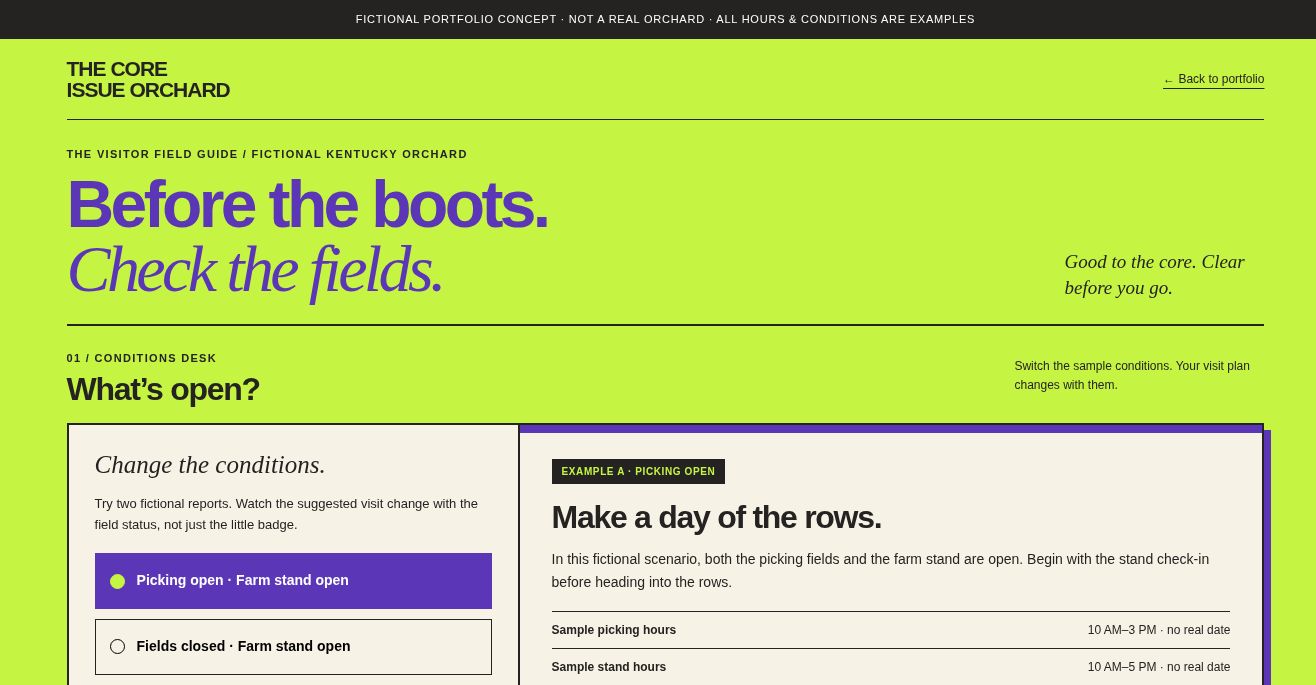 FICTIONAL PORTFOLIO CONCEPT · NOT A REAL ORCHARD · ALL HOURS & CONDITIONS ARE EXAMPLES
THE CORE
ISSUE ORCHARD
← Back to portfolio
THE VISITOR FIELD GUIDE / FICTIONAL KENTUCKY ORCHARD
Before the boots.
Check the fields.
Good to the core. Clear
before you go.
01 / CONDITIONS DESK
What’s open?
Switch the sample conditions. Your visit plan
changes with them.
Change the conditions.
Try two fictional reports. Watch the suggested visit change with the
field status, not just the little badge.
Picking open · Farm stand open
Fields closed · Farm stand open
EXAMPLE A · PICKING OPEN
Make a day of the rows.
In this fictional scenario, both the picking fields and the farm stand are open. Begin with the stand check-in
before heading into the rows.
Sample picking hours 10 AM–3 PM · no real date
Sample stand hours 10 AM–5 PM · no real date